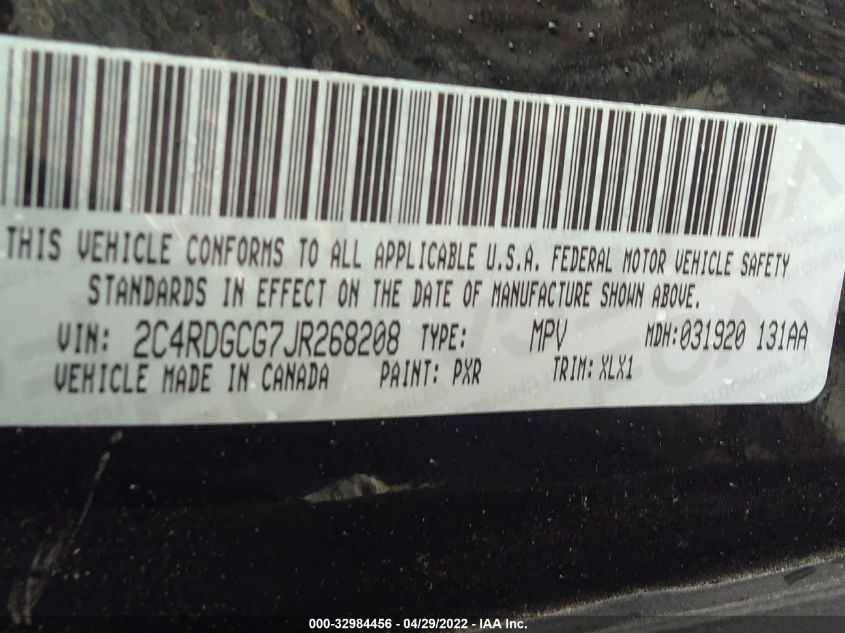 THIS VEHICLE CONFORMS TO ALL APPLICABLE U.S.A. FEDERAL MOTOR VEHICLE SAFETY
STANDARDS IN EFFECT ON THE DATE OF MANUFACTURE SHOWN ABOVE.
VIN: 2C4RDGCG7JR268208 TYPE: MPV MDH:031920 131AA
VEHICLE MADE IN CANADA PAINT: PXR TRIM: XLX1
000-32984456 - 04/29/2022 - IAA Inc.